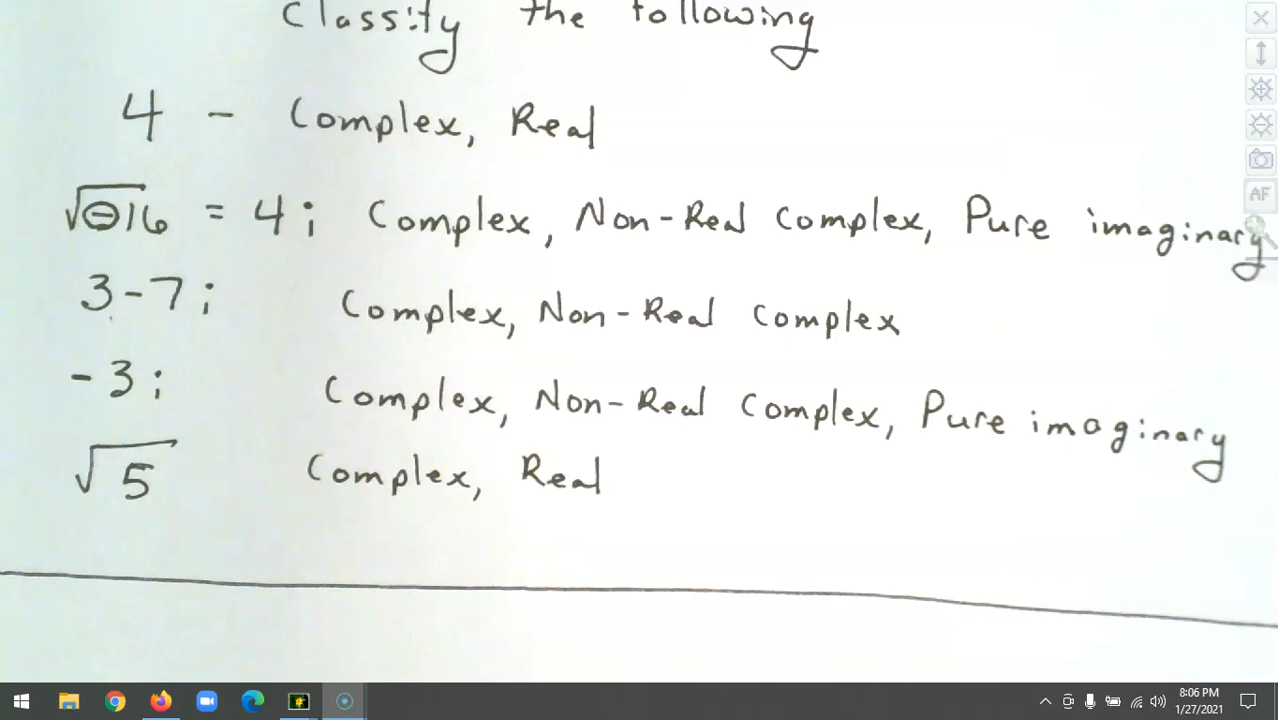 Classify the following
4 - Complex, Real
√-16 = 4i Complex, Non-Real Complex, Pure imaginary
3-7i Complex, Non-Real Complex
-3i Complex, Non-Real Complex, Pure imaginary
√5 Complex, Real
AF
8:06 PM
1/27/2021